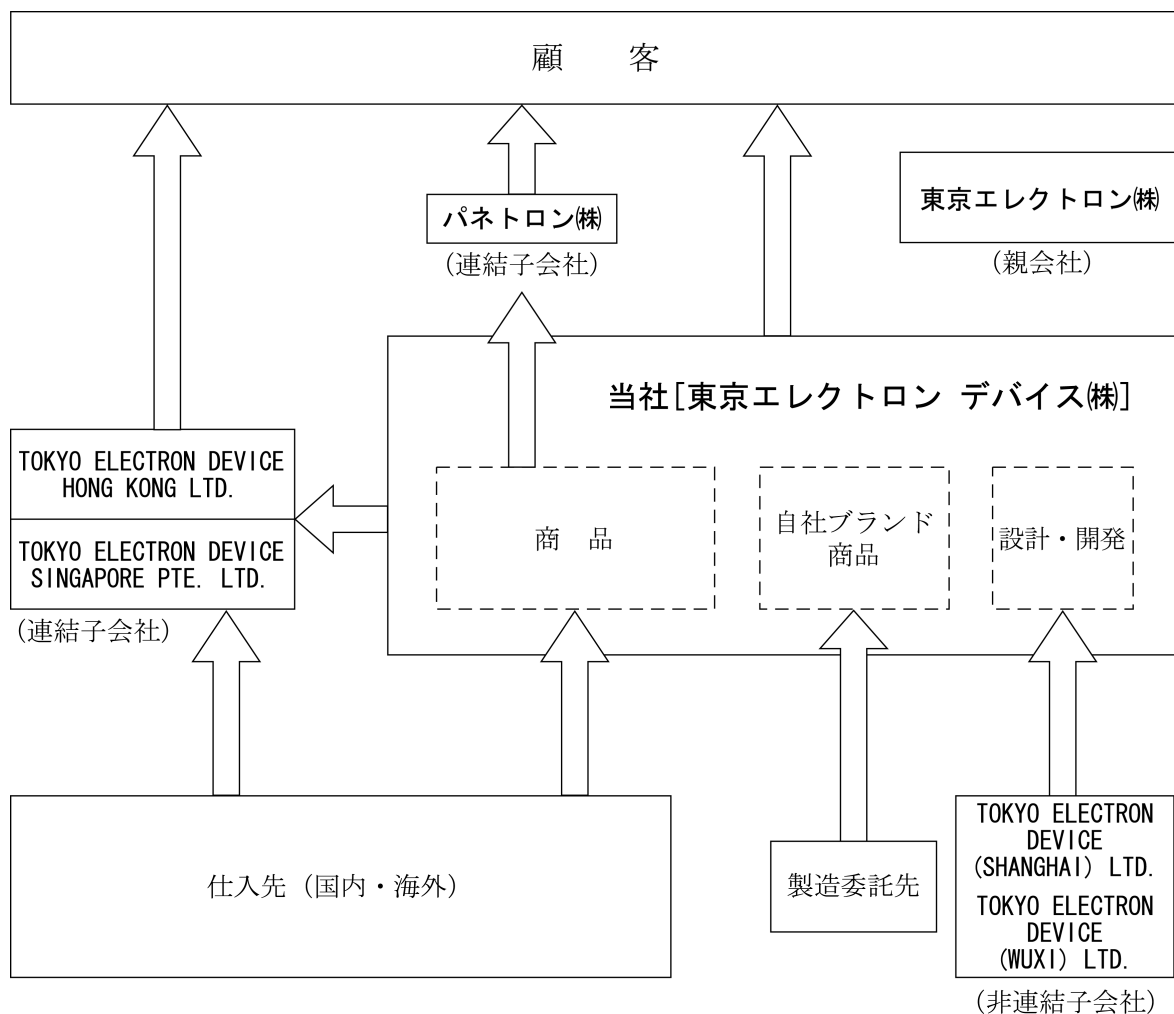 顧　　客
パネトロン㈱
(連結子会社)
東京エレクトロン㈱
(親会社)
当社[東京エレクトロン デバイス㈱]
TOKYO ELECTRON DEVICE
HONG KONG LTD.
TOKYO ELECTRON DEVICE
SINGAPORE PTE. LTD.
(連結子会社)
商　品
自社ブランド
商品
設計・開発
仕入先 (国内・海外)
製造委託先
TOKYO ELECTRON
DEVICE
(SHANGHAI) LTD.
TOKYO ELECTRON
DEVICE
(WUXI) LTD.
(非連結子会社)